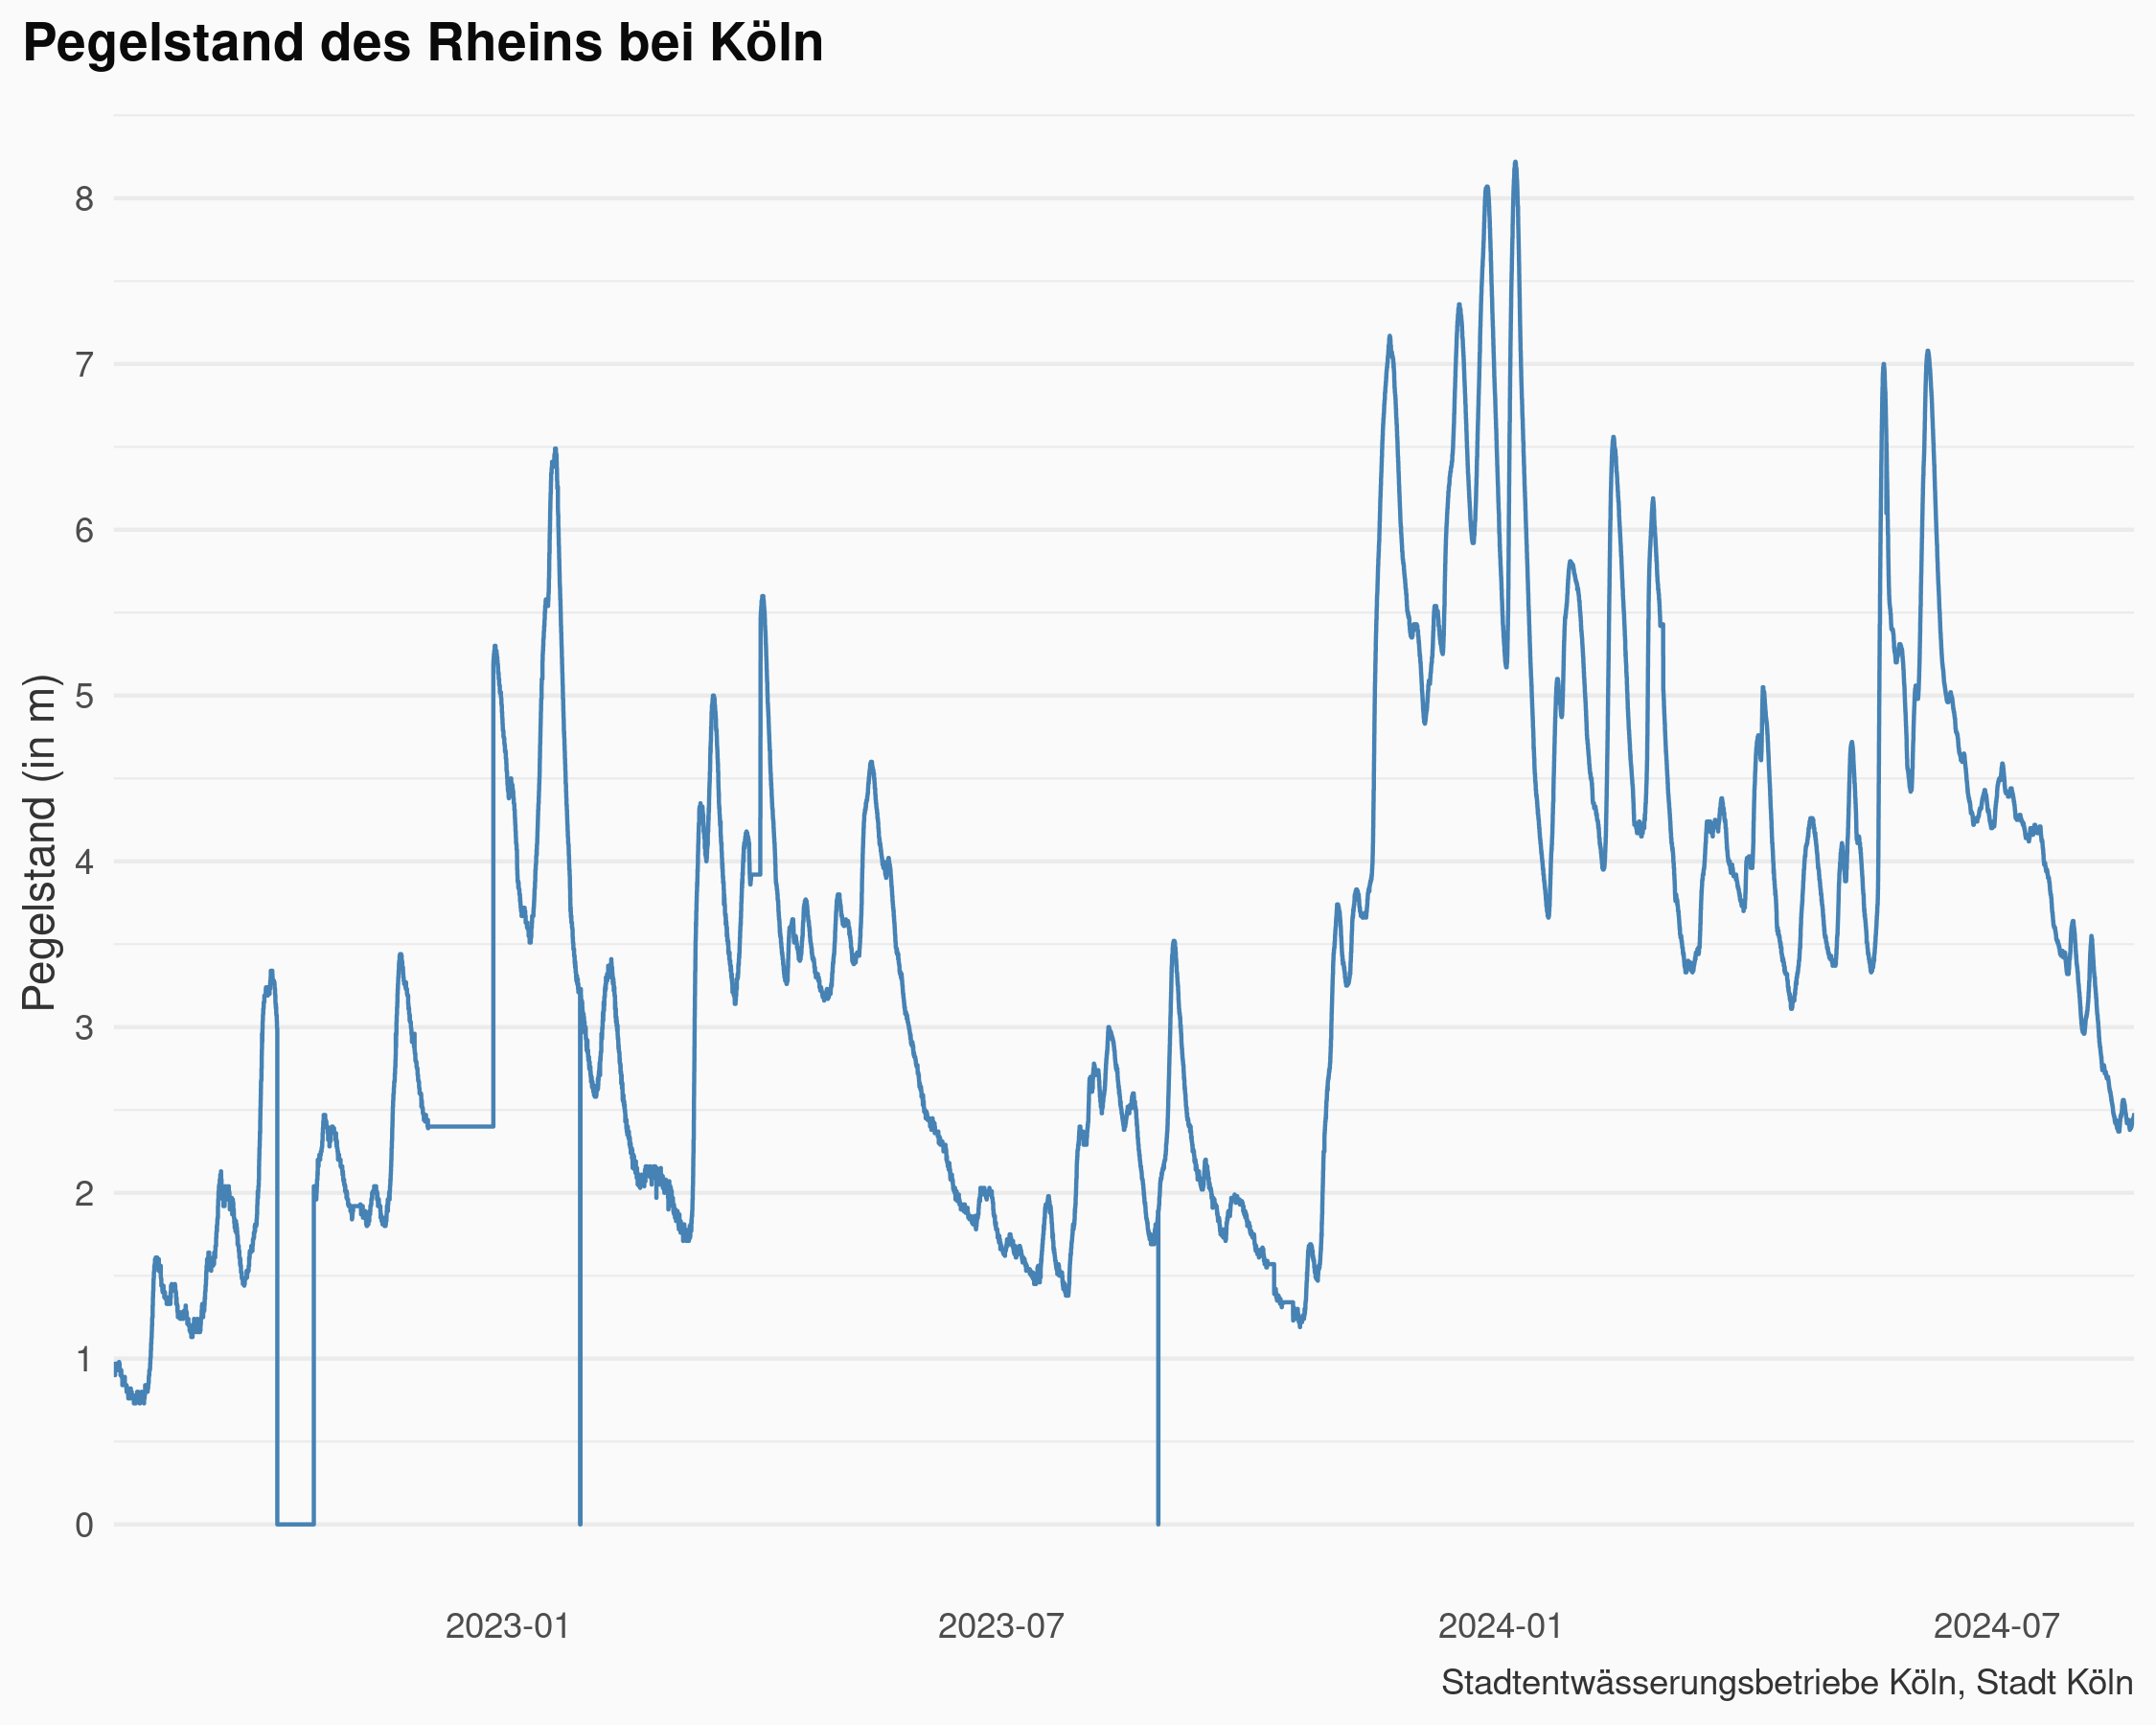 Pegelstand des Rheins bei Köln
Pegelstand (in m)
8
7
6
5
4
3
2
1
0
2023-01 2023-07 2024-01 2024-07
Stadtentwässerungsbetriebe Köln, Stadt Köln